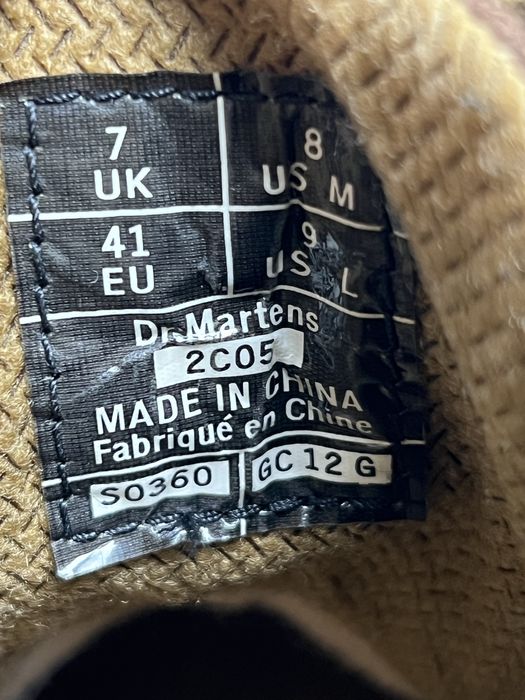 7 8
UK US M
41 9
EU US L
Dr. Martens
2C05
MADE IN CHINA
Fabriqué en Chine
S0360 GC 12 G